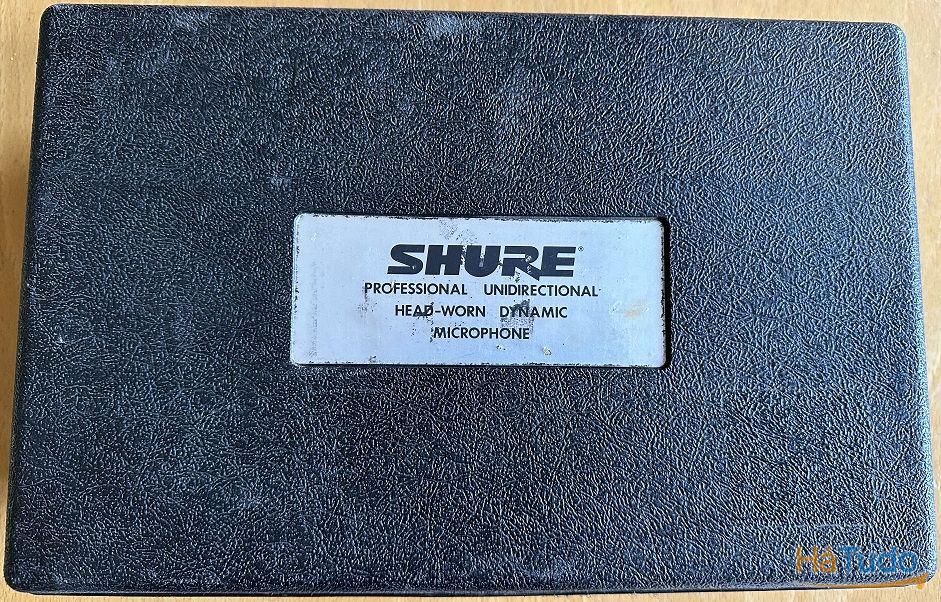 SHURE®
PROFESSIONAL UNIDIRECTIONAL
HEAD-WORN DYNAMIC
MICROPHONE
HáTudo